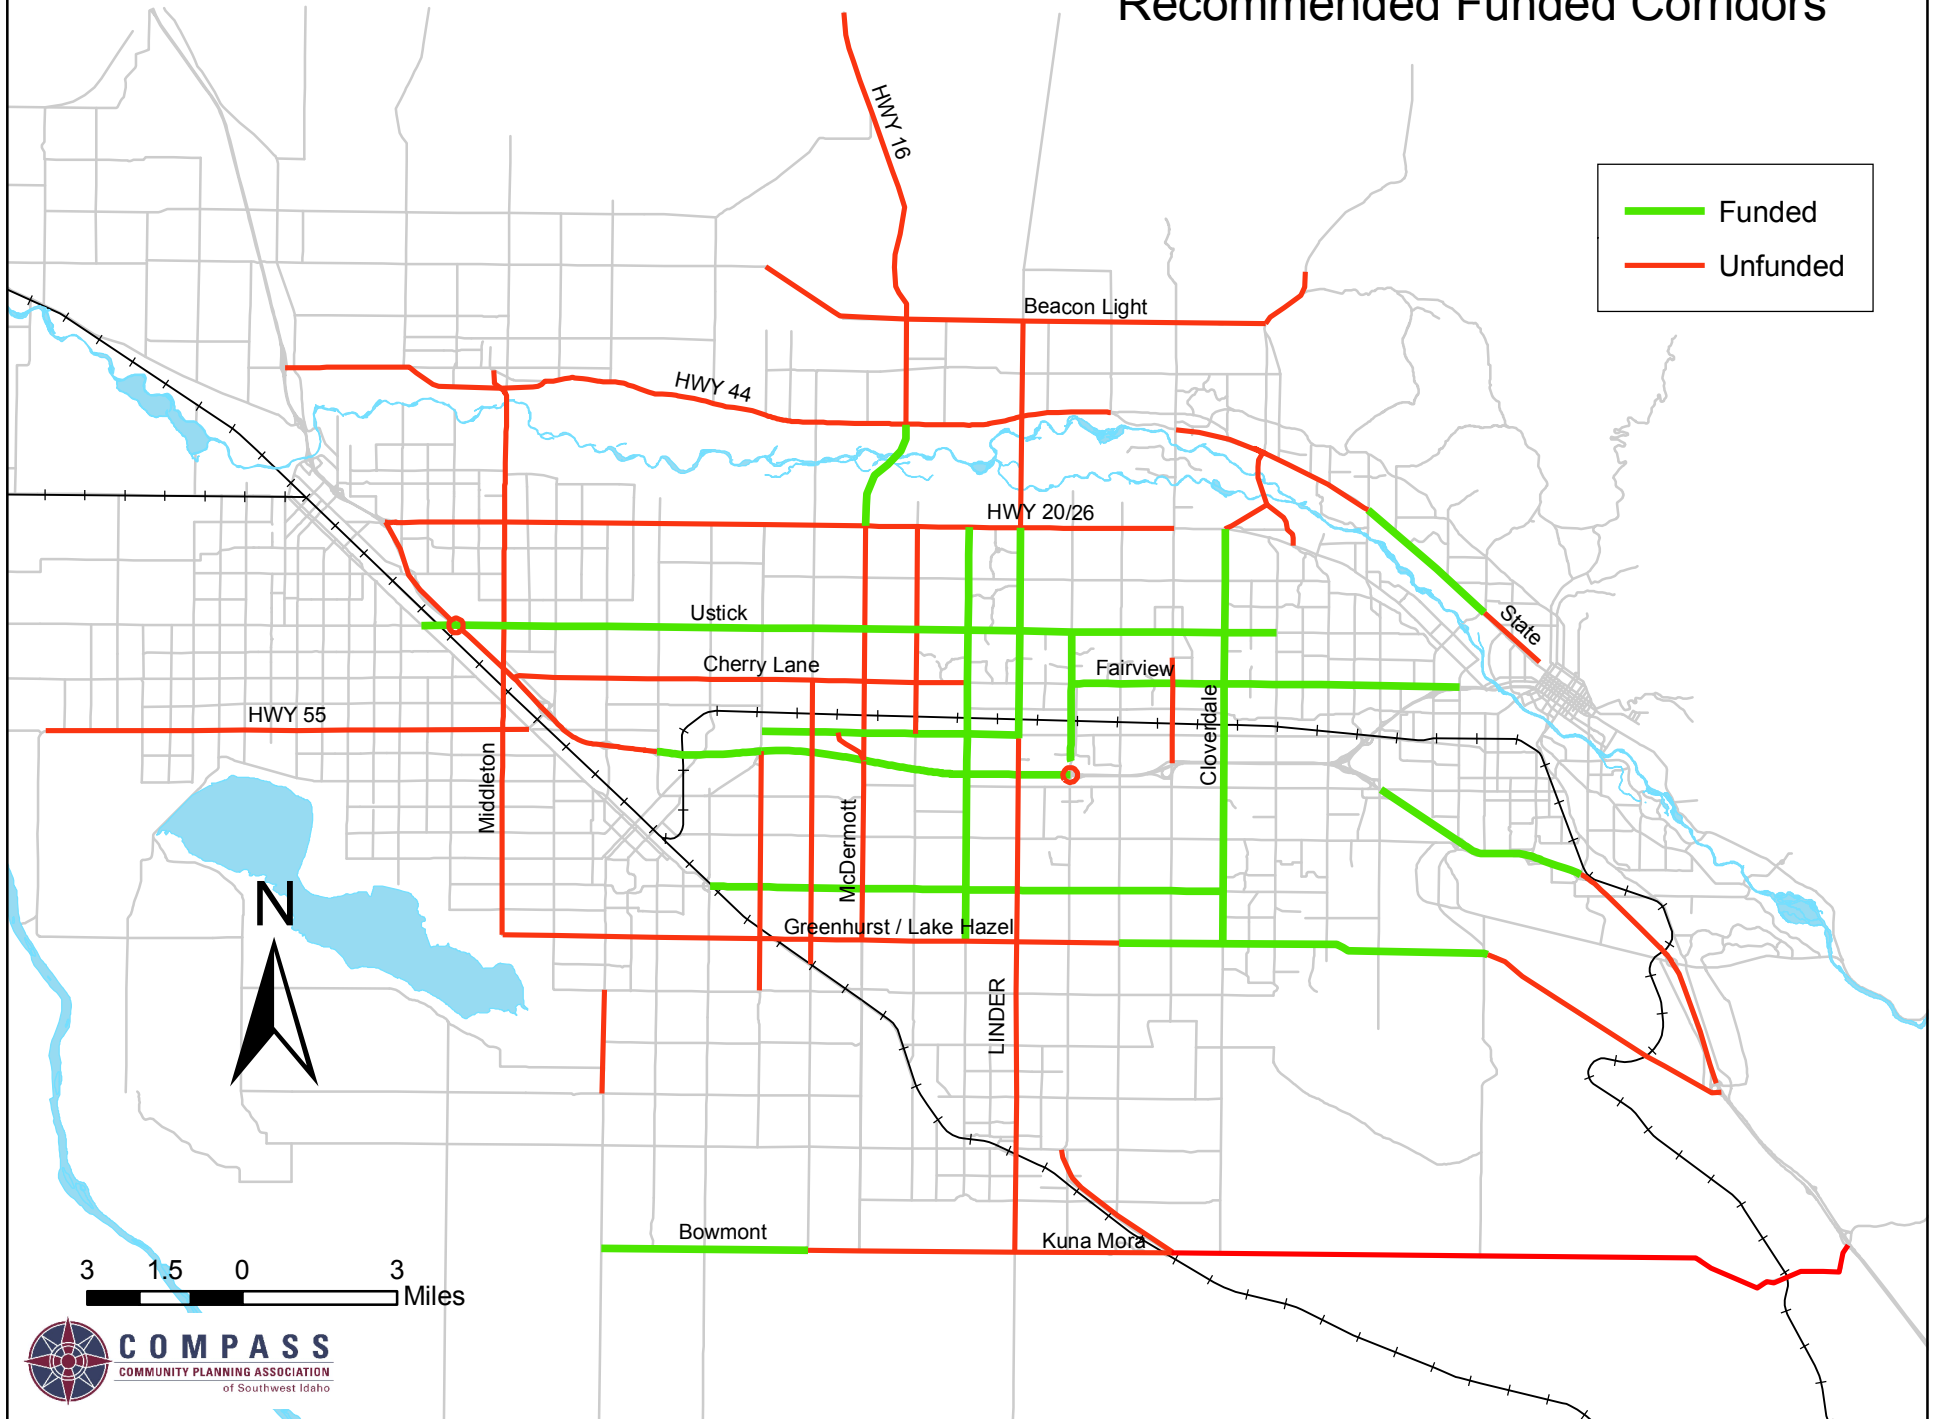 Recommended Funded Corridors
HWY 16
Funded
Unfunded
Beacon Light
HWY 44
HWY 20/26
Ustick
State
Cherry Lane
Fairview
HWY 55
Cloverdale
Middleton
McDermott
N
Greenhurst / Lake Hazel
LINDER
Bowmont
Kuna Mora
3 1.5 0 3
Miles
COMPASS
COMMUNITY PLANNING ASSOCIATION
of Southwest Idaho